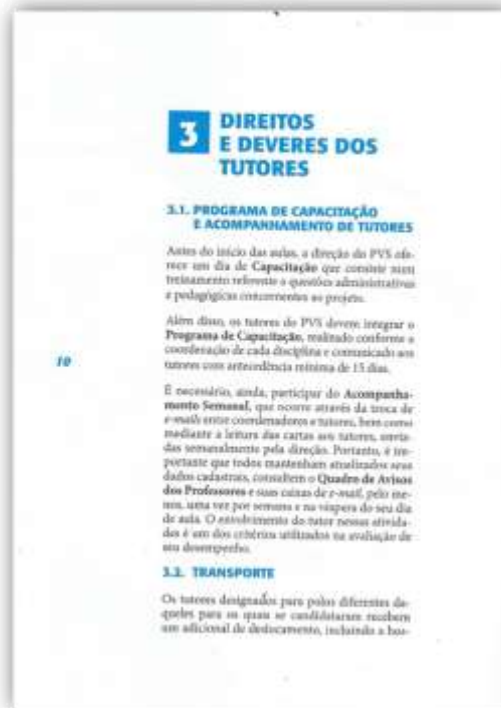 3 DIREITOS
E DEVERES DOS
TUTORES
3.1. PROGRAMA DE CAPACITAÇÃO
E ACOMPANHAMENTO DE TUTORES
Antes do início das aulas, a direção do PVS ofe-
rece um dia de Capacitação que consiste num
treinamento referente a questões administrativas
e pedagógicas concernentes ao projeto.
Além disso, os tutores do PVS devem integrar o
Programa de Capacitação, realizado conforme a
coordenação de cada disciplina e comunicado aos
tutores com antecedência mínima de 15 dias.
10
É necessário, ainda, participar do Acompanha-
mento Semanal, que ocorre através da troca de
e-mails entre coordenadores e tutores, bem como
mediante a leitura das cartas aos tutores, envia-
das semanalmente pela direção. Portanto, é im-
portante que todos mantenham atualizados seus
dados cadastrais, consultem o Quadro de Avisos
dos Professores e suas caixas de e-mail, pelo me-
nos, uma vez por semana e na véspera do seu dia
de aula. O envolvimento do tutor nessas ativida-
des é um dos critérios utilizados na avaliação de
seu desempenho.
3.2. TRANSPORTE
Os tutores designados para polos diferentes da-
queles para os quais se candidataram recebem
um adicional de deslocamento, incluindo a hos-